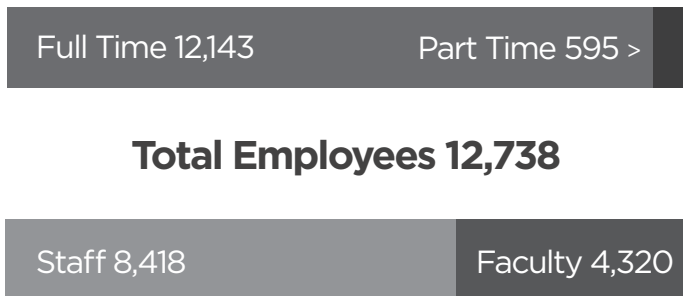 Full Time 12,143 Part Time 595 >
Total Employees 12,738
Staff 8,418 Faculty 4,320